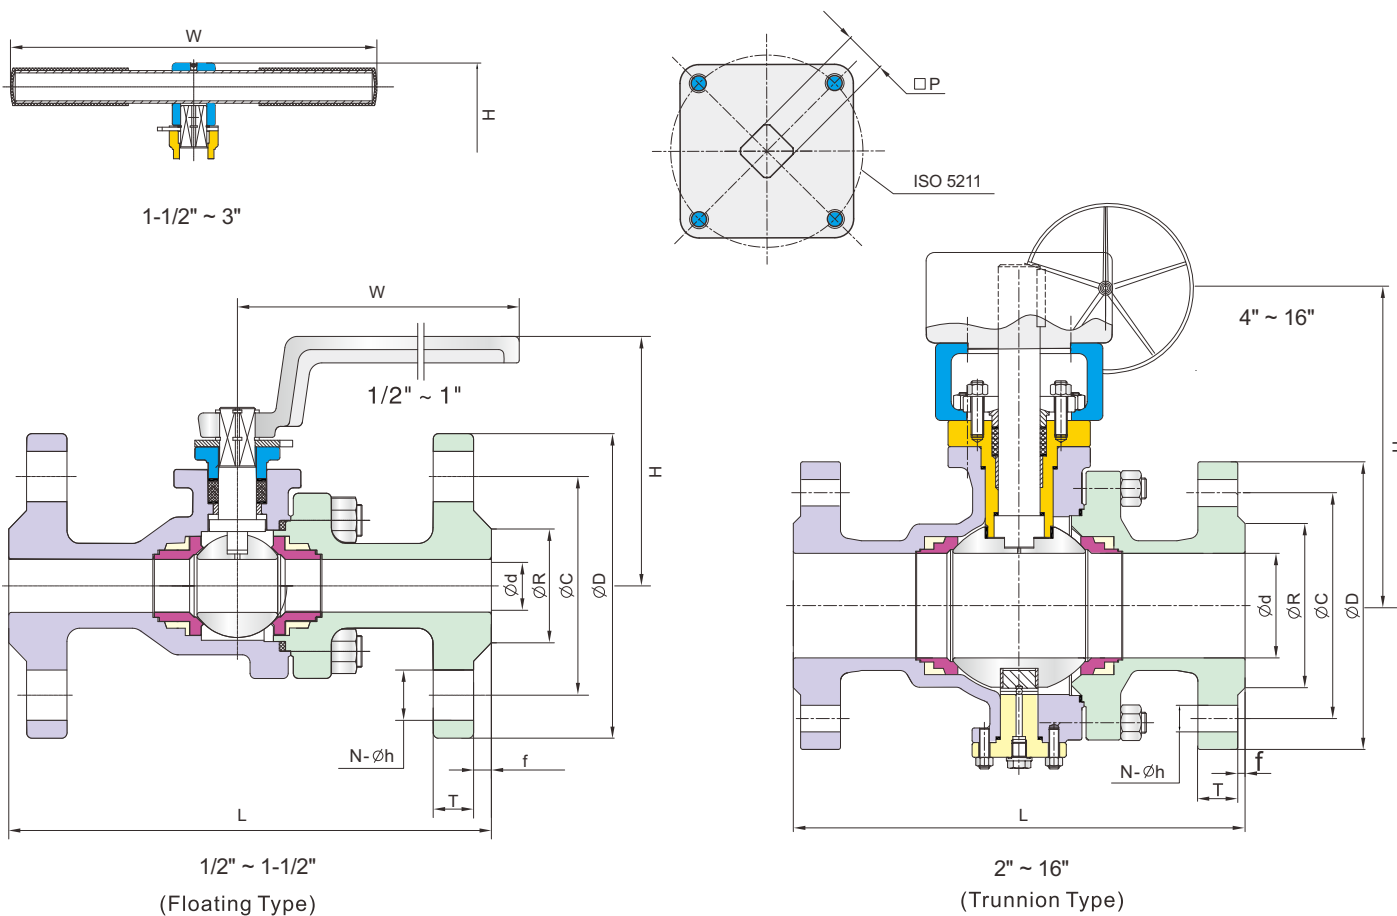 W
H
1-1/2" ~ 3"
□P
ISO 5211
W
1/2" ~ 1"
H
Ød
ØR
ØC
ØD
N-Øh
f
T
L
1/2" ~ 1-1/2"
(Floating Type)
4" ~ 16"
H
Ød
ØR
ØC
ØD
N-Øh
f
T
L
2" ~ 16"
(Trunnion Type)